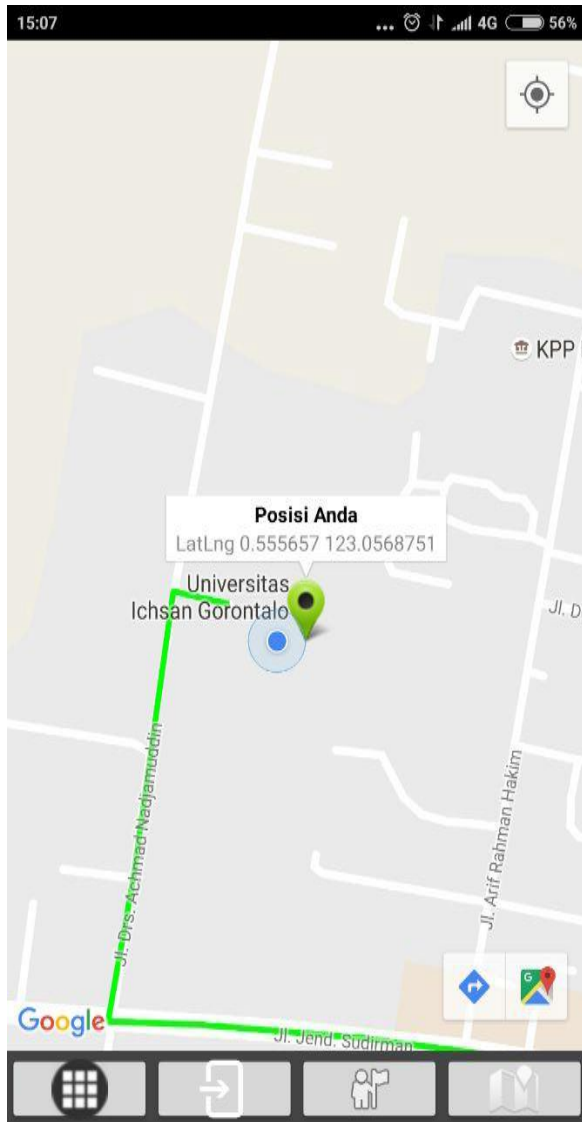 15:07
... 4G 56%
KPP
Posisi Anda
LatLng 0.555657 123.0568751
Universitas
Ichsan Gorontalo
Jl. D
Jl. Drs. Achmad Nadjamuddin
Jl. Arif Rahman Hakim
G
Google
Jl. Jend. Sudirman